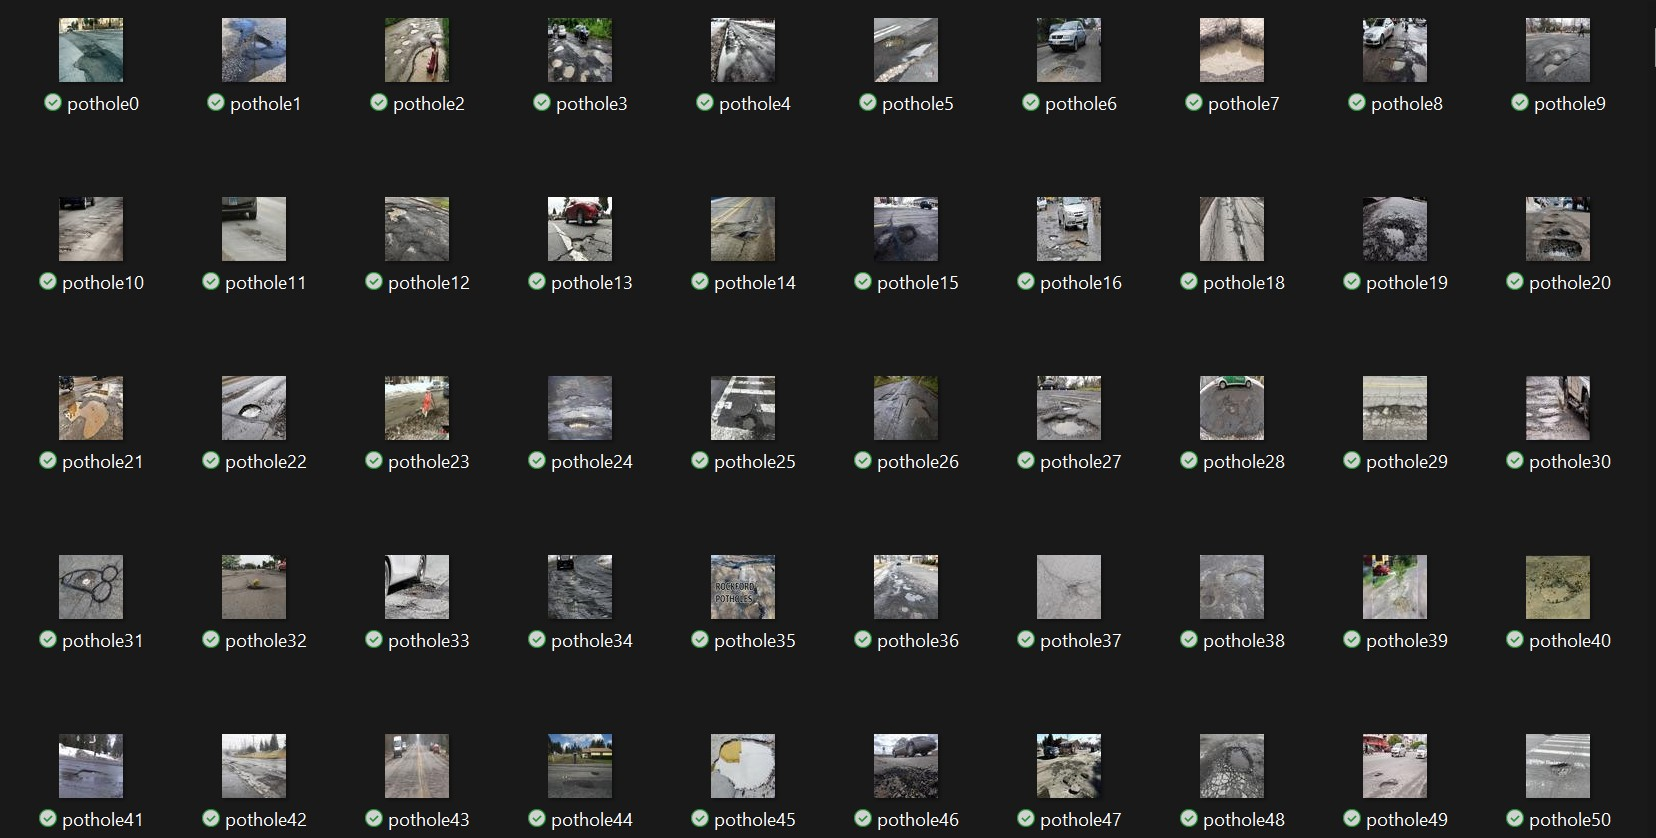 pothole0 pothole1 pothole2 pothole3 pothole4 pothole5 pothole6 pothole7 pothole8 pothole9
pothole10 pothole11 pothole12 pothole13 pothole14 pothole15 pothole16 pothole18 pothole19 pothole20
pothole21 pothole22 pothole23 pothole24 pothole25 pothole26 pothole27 pothole28 pothole29 pothole30
ROCKFORD
POTHOLES
pothole31 pothole32 pothole33 pothole34 pothole35 pothole36 pothole37 pothole38 pothole39 pothole40
pothole41 pothole42 pothole43 pothole44 pothole45 pothole46 pothole47 pothole48 pothole49 pothole50